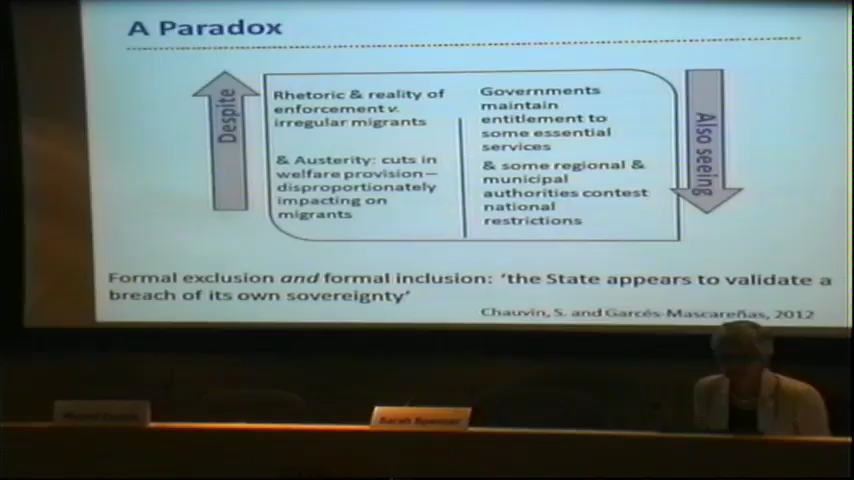 A Paradox
Despite
Rhetoric & reality of
enforcement v.
irregular migrants
& Austerity: cuts in
welfare provision–
disproportionately
impacting on
migrants
Governments
maintain
entitlement to
some essential
services
& some regional &
municipal
authorities contest
national
restrictions
Also seeing
Formal exclusion and formal inclusion: ‘the State appears to validate a
breach of its own sovereignty’
Chauvin, S. and Garcés-Mascareñas, 2012
Sarah Spencer